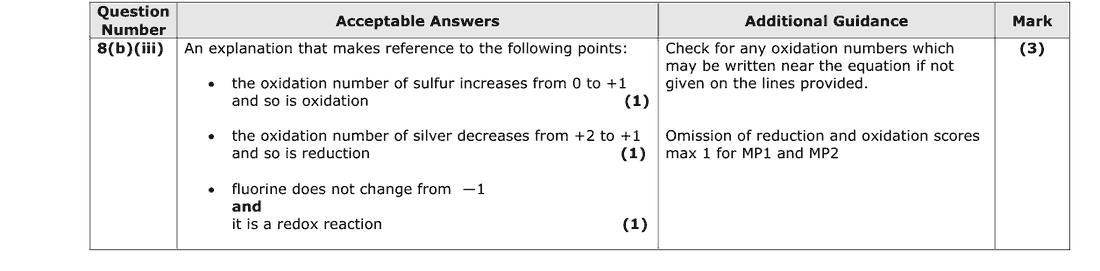 Question Number
Acceptable Answers
Additional Guidance
Mark
8(b)(iii)
An explanation that makes reference to the following points:
• the oxidation number of sulfur increases from 0 to +1
and so is oxidation (1)
• the oxidation number of silver decreases from +2 to +1
and so is reduction (1)
• fluorine does not change from —1
and
it is a redox reaction (1)
Check for any oxidation numbers which
may be written near the equation if not
given on the lines provided.
Omission of reduction and oxidation scores
max 1 for MP1 and MP2
(3)